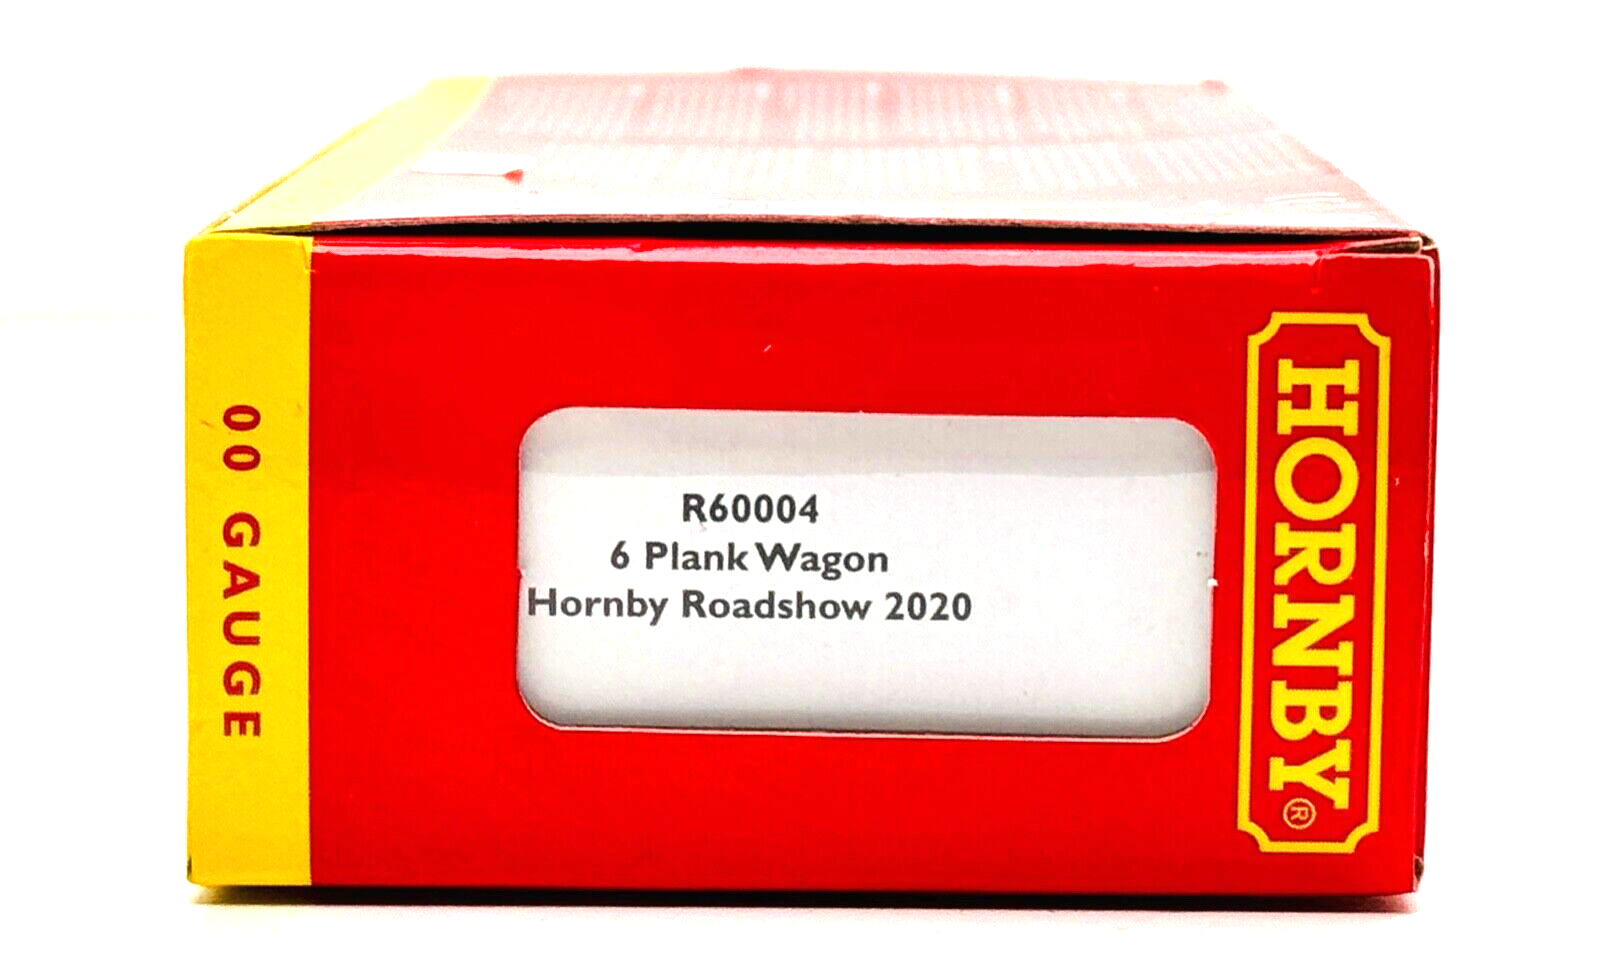 00 GAUGE
R60004
6 Plank Wagon
Hornby Roadshow 2020
HORNBY®